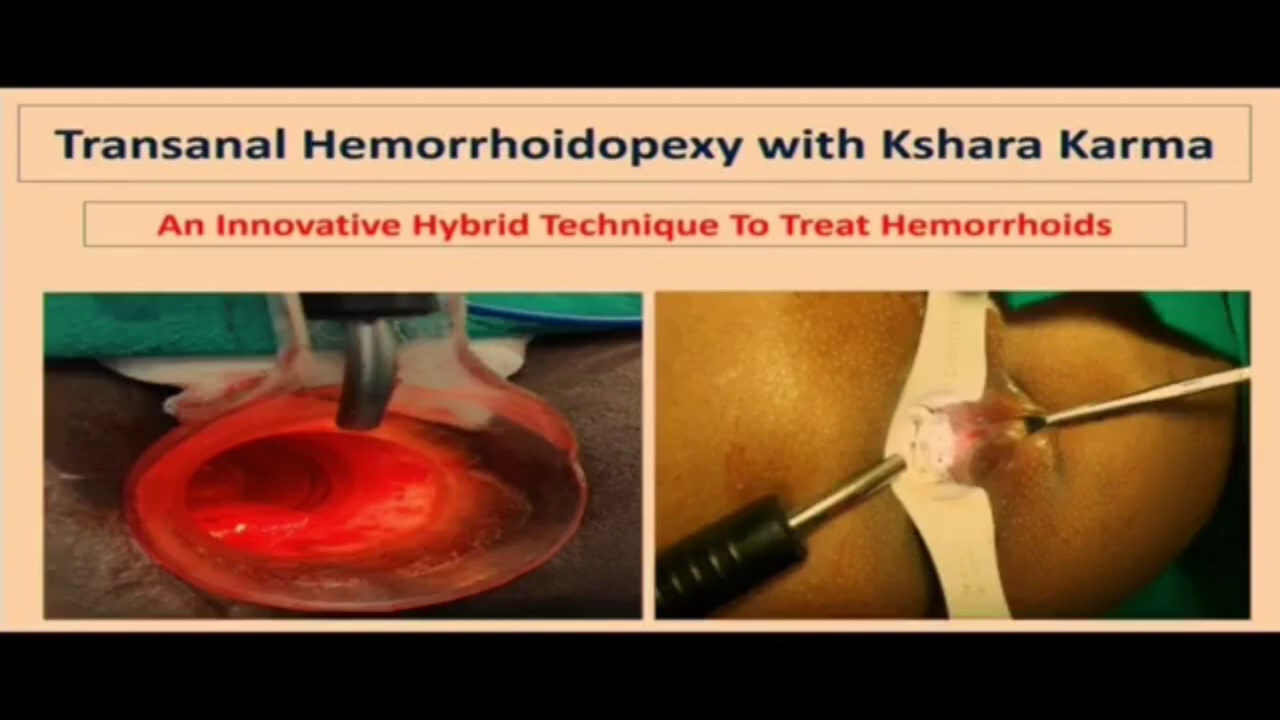 Transanal Hemorrhoidopexy with Kshara Karma
An Innovative Hybrid Technique To Treat Hemorrhoids